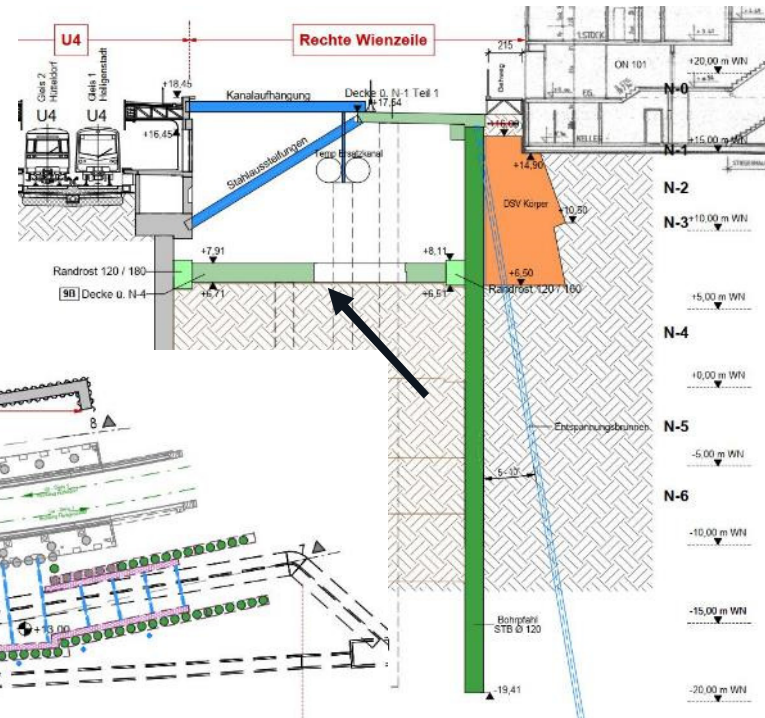 U4
Rechte Wienzeile
215
1.STOCK
ON 101
+20,00 m WN
Gleis 2
Hütteldorf
U4
Gleis 1
Heiligenstadt
U4
+18,45
Kanalaufhängung
Decke ü. N-1 Teil 1
+17,64
Gehweg
EG.
N-0
+16,45
Temp Ersatzkanal
KELLER
+15,00 m WN
N-1
Stahlaussteifungen
+14,90
N-2
DSV Körper
+10,50
N-3
+10,00 m WN
+7,91
+8,11
Randrost 120 / 180
+6,50
Randrost 120 / 160
9B Decke ü. N-4
+6,71
+6,51
+5,00 m WN
N-4
+0,00 m WN
8
Entspannungsbrunnen
N-5
-5,00 m WN
5-10°
N-6
-10,00 m WN
7
+13,00
Bohrpfahl
STB Ø 120
-15,00 m WN
-19,41
-20,00 m WN